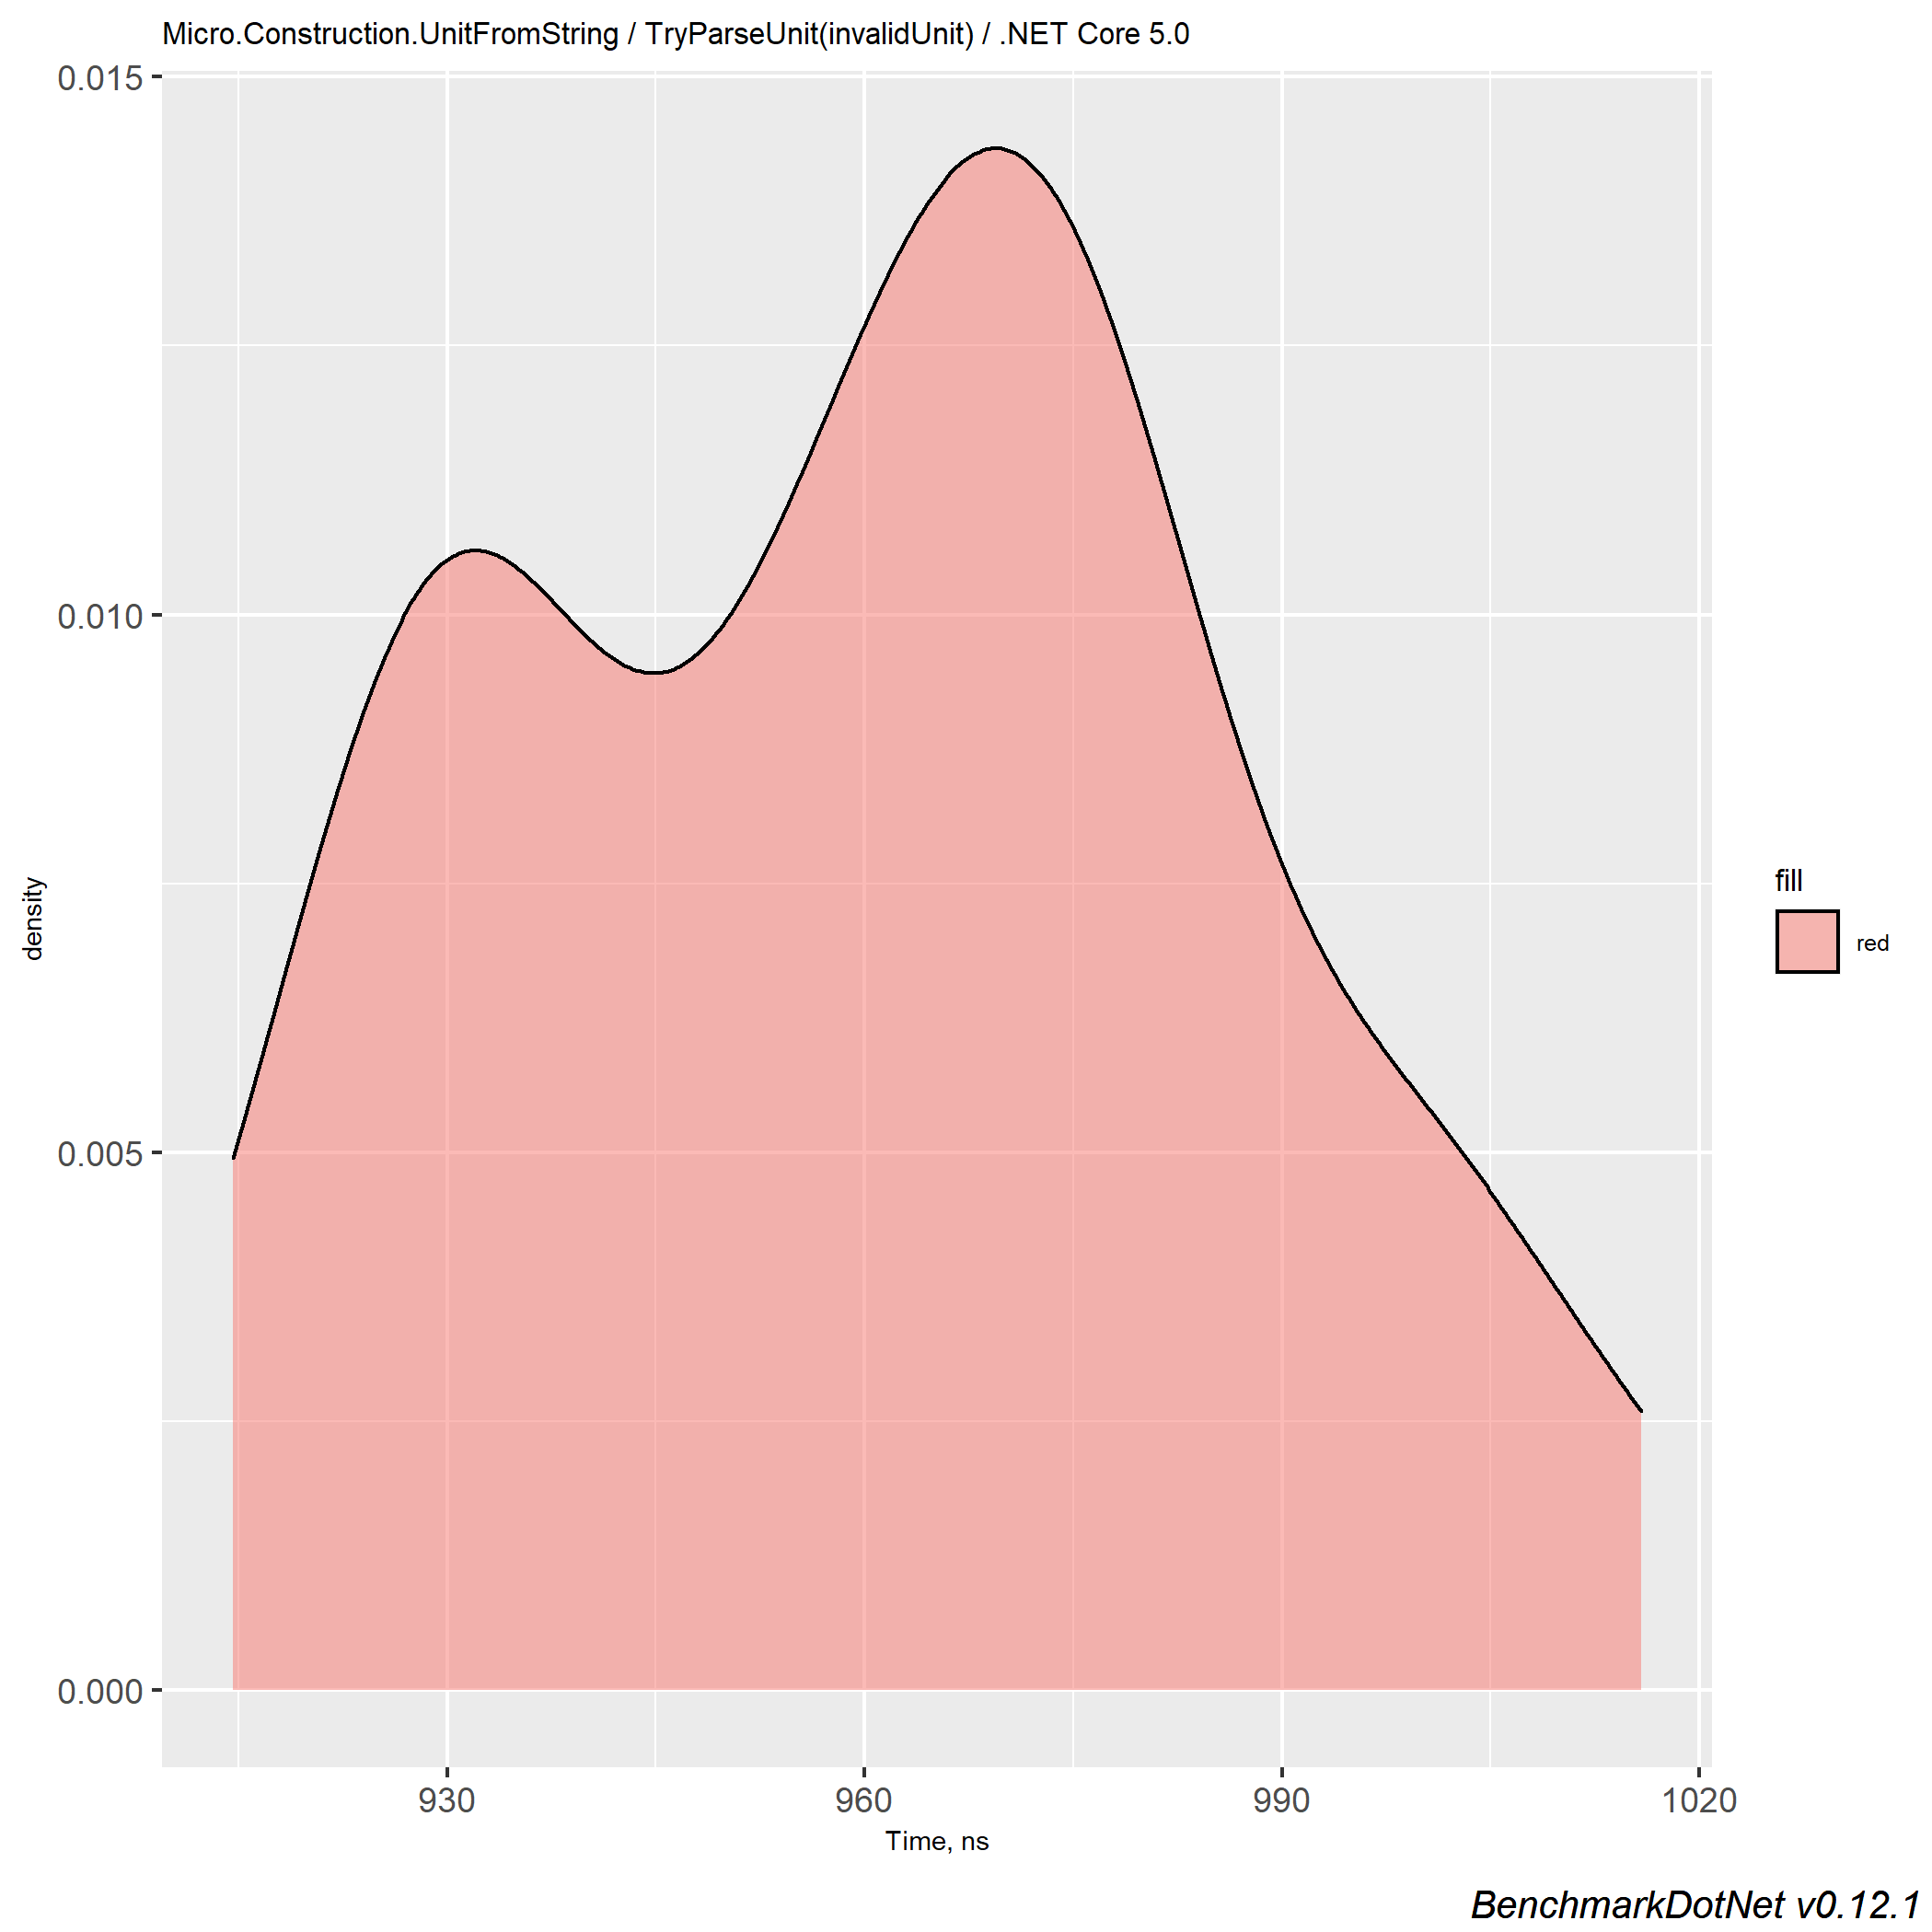 Micro.Construction.UnitFromString / TryParseUnit(invalidUnit) / .NET Core 5.0
0.015
0.010
0.005
0.000
density
930
960
990
1020
Time, ns
fill
red
BenchmarkDotNet v0.12.1